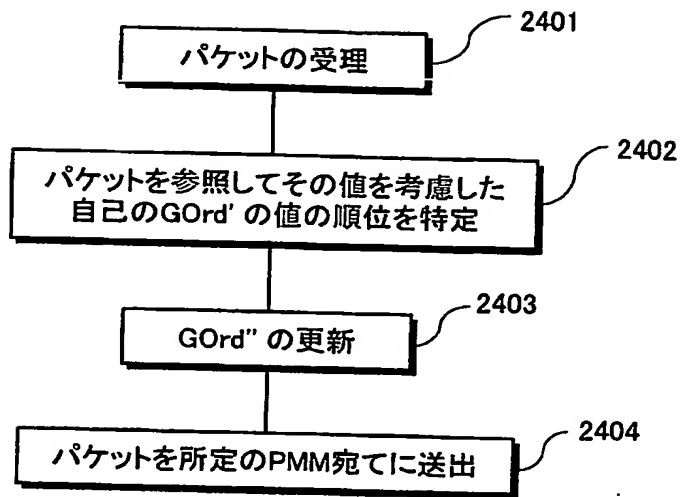 2401
パケットの受理
2402
パケットを参照してその値を考慮した
自己のGOrd' の値の順位を特定
2403
GOrd" の更新
2404
パケットを所定のPMM宛てに送出